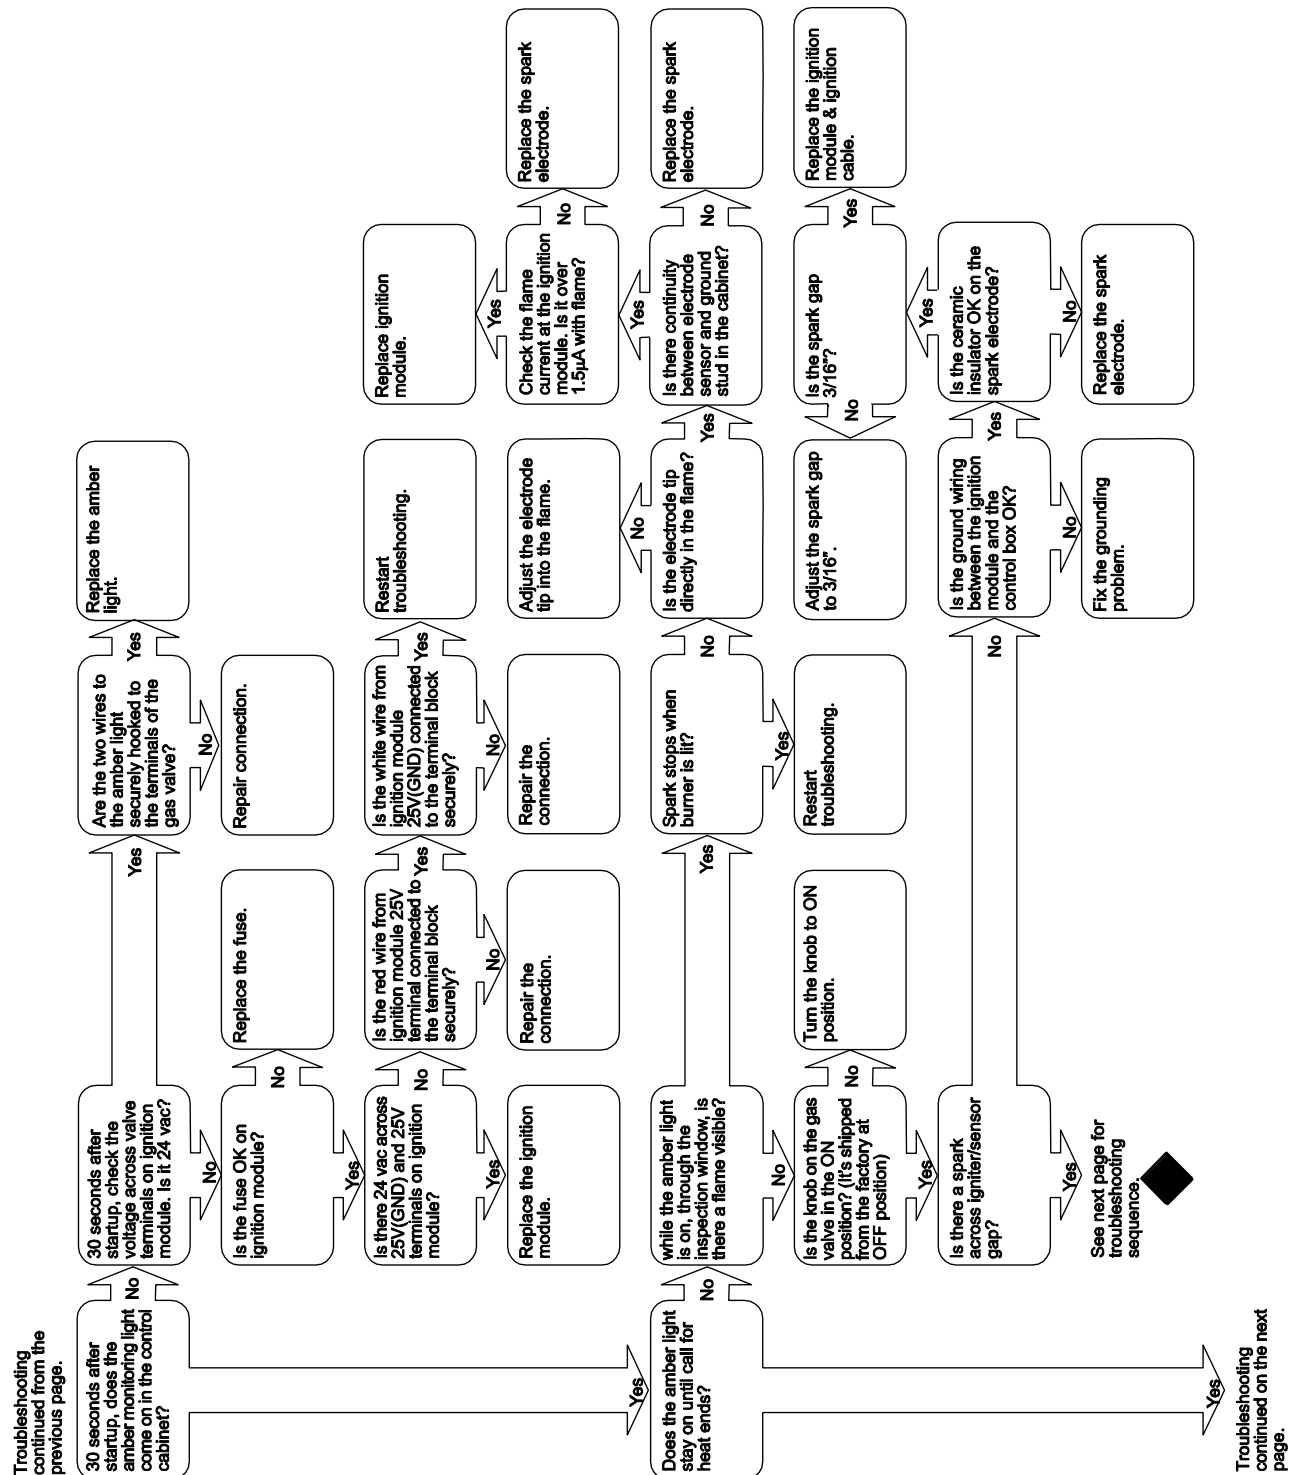 Troubleshooting
continued from the
previous page.
30 seconds after
startup, does the
amber monitoring light
come on in the control
cabinet?
No
30 seconds after
startup, check the
voltage across valve
terminals on ignition
module. Is it 24 vac?
Yes
Are the two wires to
the amber light
securely hooked to
the terminals of the
gas valve?
Yes
Replace the amber
light.
No
Repair connection.
No
Is the fuse OK on
ignition module?
No
Replace the fuse.
Yes
Is there 24 vac across
25V(GND) and 25V
terminals on ignition
module?
No
Is the red wire from
ignition module 25V
terminal connected to
the terminal block
securely?
Yes
Is the white wire from
ignition module
25V(GND) connected
to the terminal block
securely?
Yes
Restart
troubleshooting.
No
Repair the
connection.
No
Repair the
connection.
Yes
Replace the ignition
module.
Yes
Does the amber light
stay on until call for
heat ends?
No
while the amber light
is on, through the
inspection window, is
there a flame visible?
Yes
Spark stops when
burner is lit?
No
Is the electrode tip
directly in the flame?
No
Adjust the electrode
tip into the flame.
Yes
Is there continuity
between electrode
sensor and ground
stud in the cabinet?
No
Replace the spark
electrode.
Yes
Check the flame
current at the ignition
module. Is it over
1.5µA with flame?
No
Replace the spark
electrode.
Yes
Replace ignition
module.
Yes
Restart
troubleshooting.
No
Is the knob on the gas
valve in the ON
position? (It's shipped
from the factory at
OFF position)
No
Turn the knob to ON
position.
Yes
Is there a spark
across igniter/sensor
gap?
No
Is the ground wiring
between the ignition
module and the
control box OK?
Yes
Is the ceramic
insulator OK on the
spark electrode?
Yes
Is the spark gap
3/16"?
Yes
Replace the ignition
module & ignition
cable.
No
Adjust the spark gap
to 3/16".
No
Replace the spark
electrode.
No
Fix the grounding
problem.
Yes
See next page for
troubleshooting
sequence.
Yes
Troubleshooting
continued on the next
page.